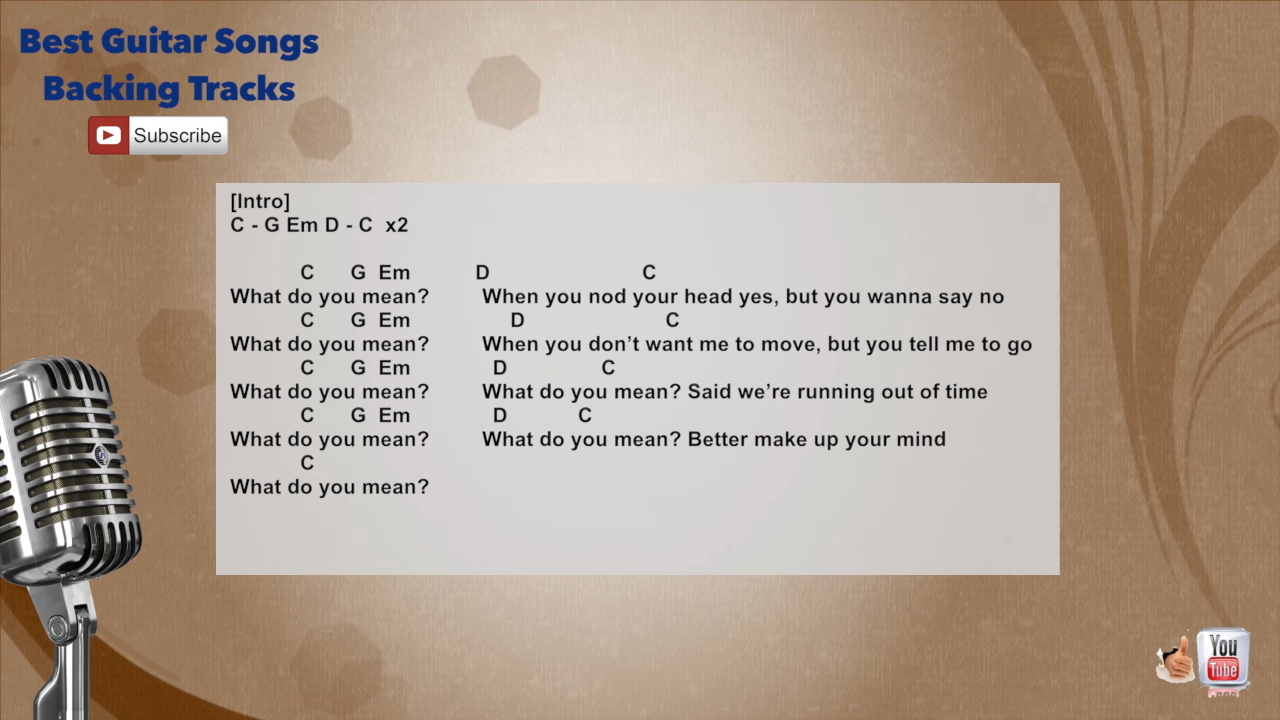 Best Guitar Songs
Backing Tracks
Subscribe
[Intro]
C - G Em D - C  x2
C G Em D C
What do you mean? When you nod your head yes, but you wanna say no
C G Em D C
What do you mean? When you don’t want me to move, but you tell me to go
C G Em D C
What do you mean? What do you mean? Said we’re running out of time
C G Em D C
What do you mean? What do you mean? Better make up your mind
C
What do you mean?
You
Tube